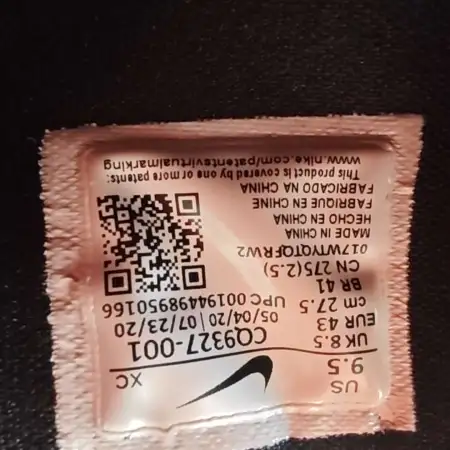 US
9.5
XC
UK 8.5
EUR 43
cm 27.5
BR 41
CN 275(2.5)
CQ9327-001
05/04/20 | 07/23/20
UPC 00194498950166
017WTYQTQFRW2
MADE IN CHINA
HECHO EN CHINA
FABRIQUE EN CHINE
FABRICADO NA CHINA
This product is covered by one or more patents:
www.nike.com/patentsvirtualmarking